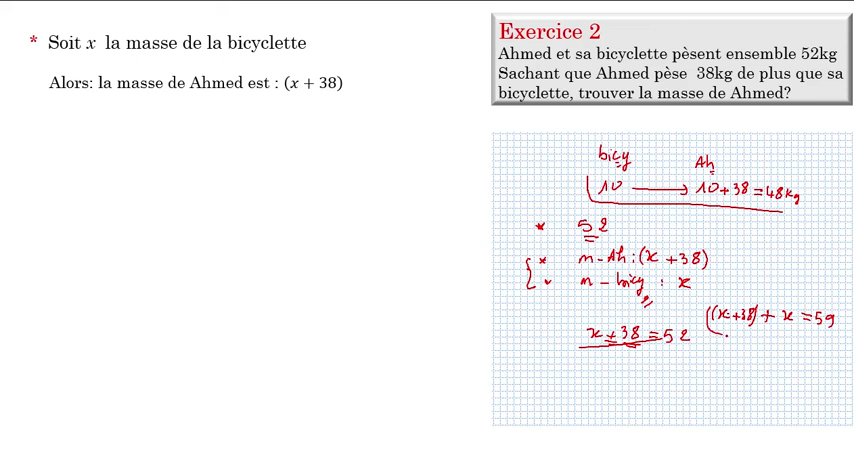 * Soit x la masse de la bicyclette
Alors: la masse de Ahmed est : (x + 38)
Exercice 2
Ahmed et sa bicyclette pèsent ensemble 52kg
Sachant que Ahmed pèse 38kg de plus que sa
bicyclette, trouver la masse de Ahmed?
bicy Ah
10 → 10 + 38 = 48kg
* 52
* m - Ah : (x + 38)
m - bicy : x
(x+38) + x = 59
x + 38 = 52